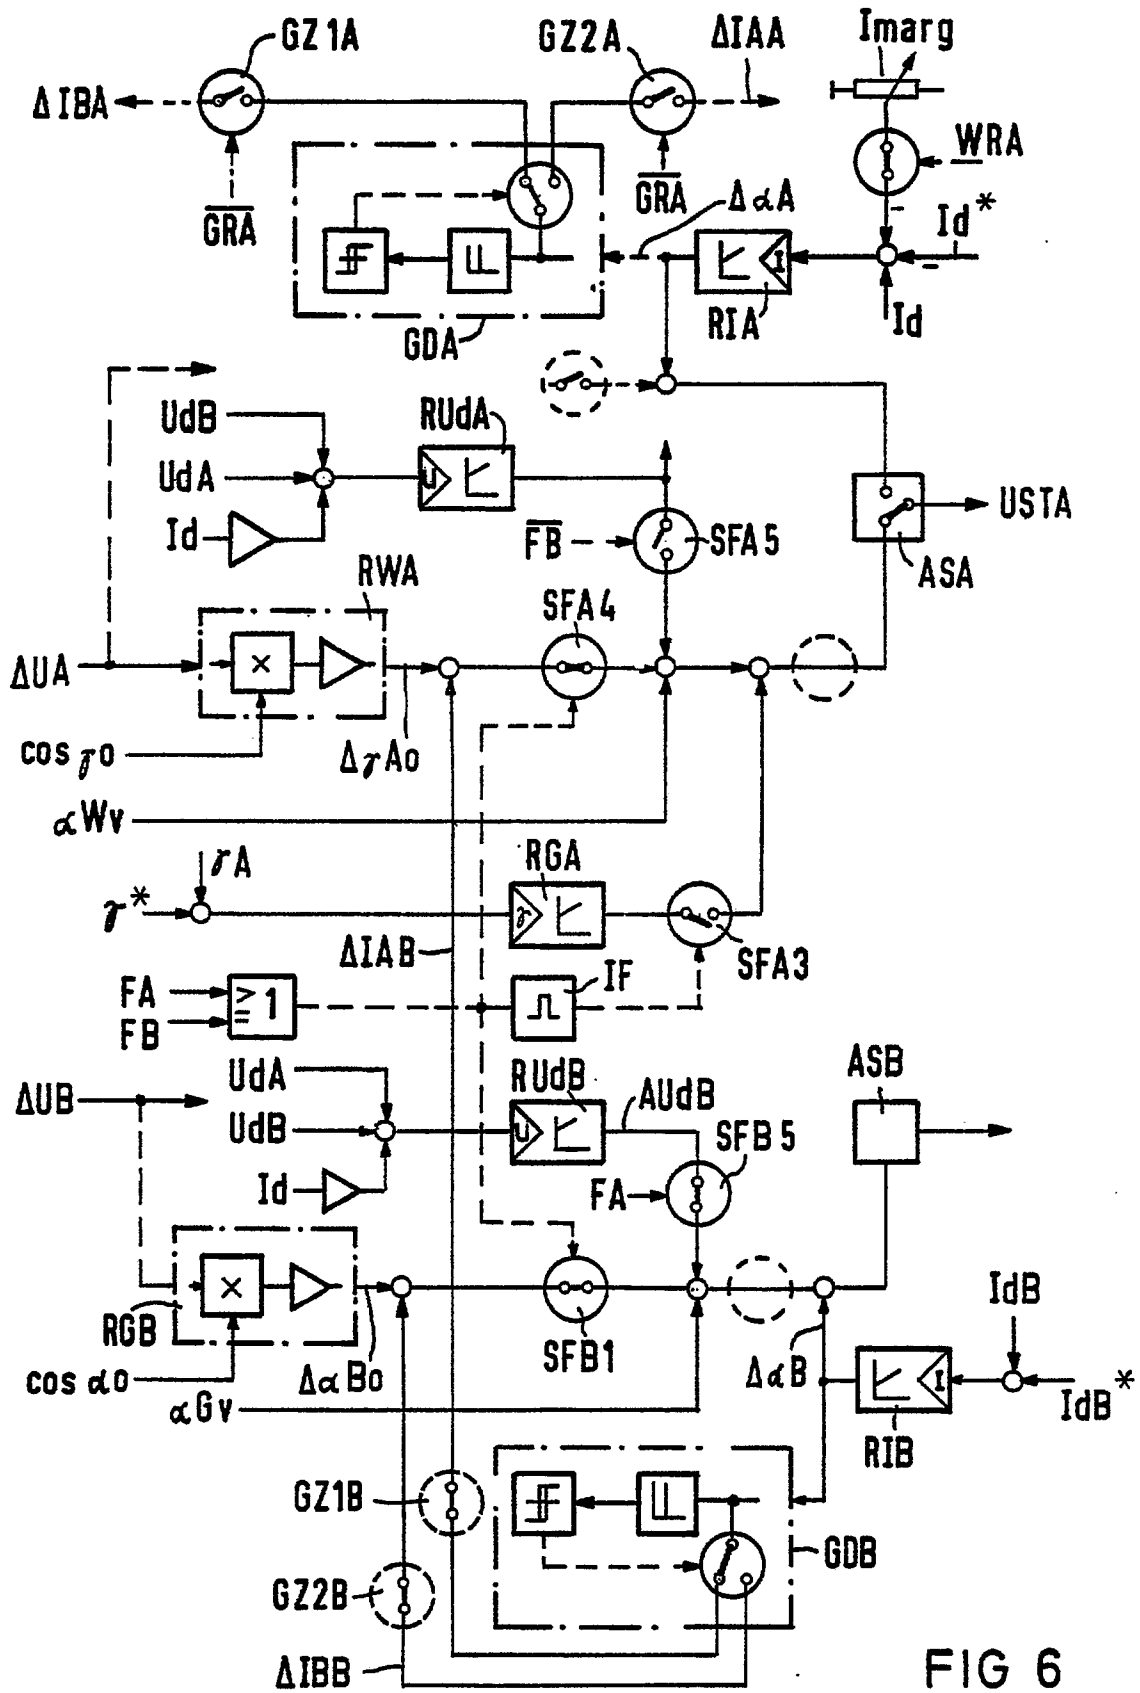 GZ1A
GZ2A
ΔIAA
Imarg
ΔIBA
WRA
G̅R̅A̅
G̅R̅A̅
ΔαA
Id*
I
RIA
Id
GDA
UdB
RUdA
UdA
u
USTA
Id
F̅B̅
SFA5
ASA
RWA
SFA4
ΔUA
×
cos γo
ΔγAo
αWv
γA
RGA
γ*
γ
ΔIAB
SFA3
FA
≥1
IF
FB
UdA
RUdB
ASB
ΔUB
AUdB
UdB
u
SFB5
Id
FA
×
IdB
RGB
SFB1
cos αo
ΔαBo
ΔαB
I
IdB*
αGv
RIB
GZ1B
GDB
GZ2B
ΔIBB
FIG 6